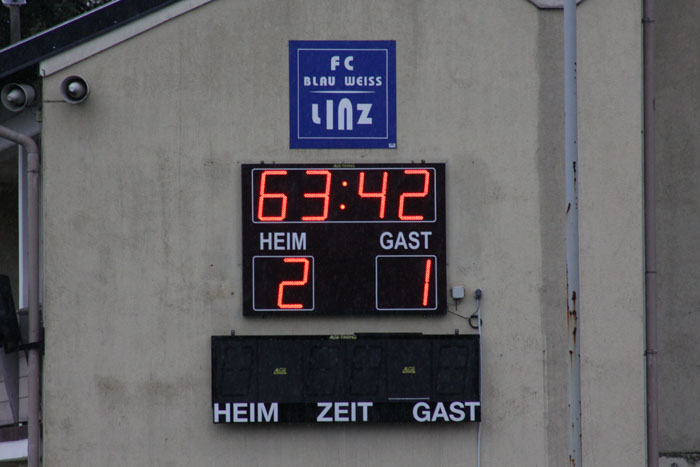 FC
BLAU WEISS
LINZ
63:42
HEIM GAST
2 1
HEIM ZEIT GAST